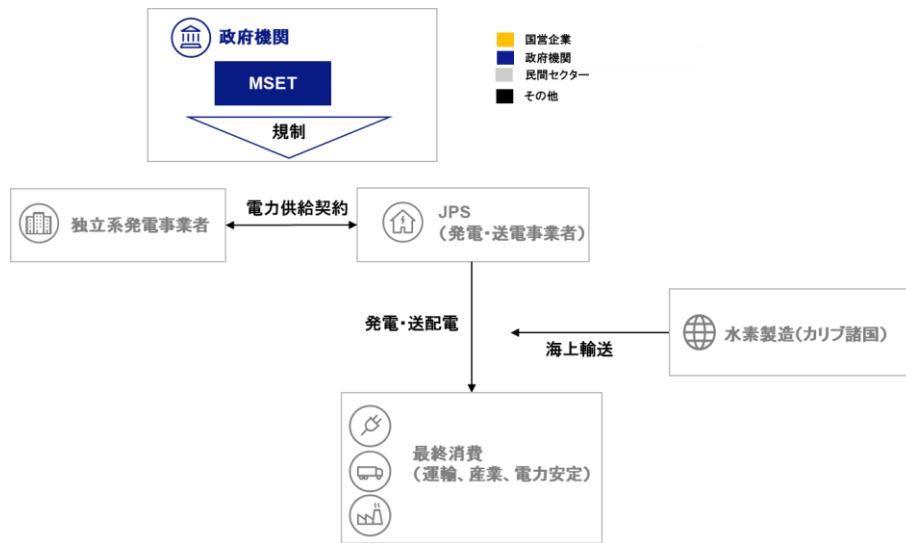 政府機関
MSET
規制
国営企業
政府機関
民間セクター
その他
独立系発電事業者
電力供給契約
JPS
（発電・送電事業者）
発電・送配電
海上輸送
水素製造(カリブ諸国)
最終消費
（運輸、産業、電力安定）